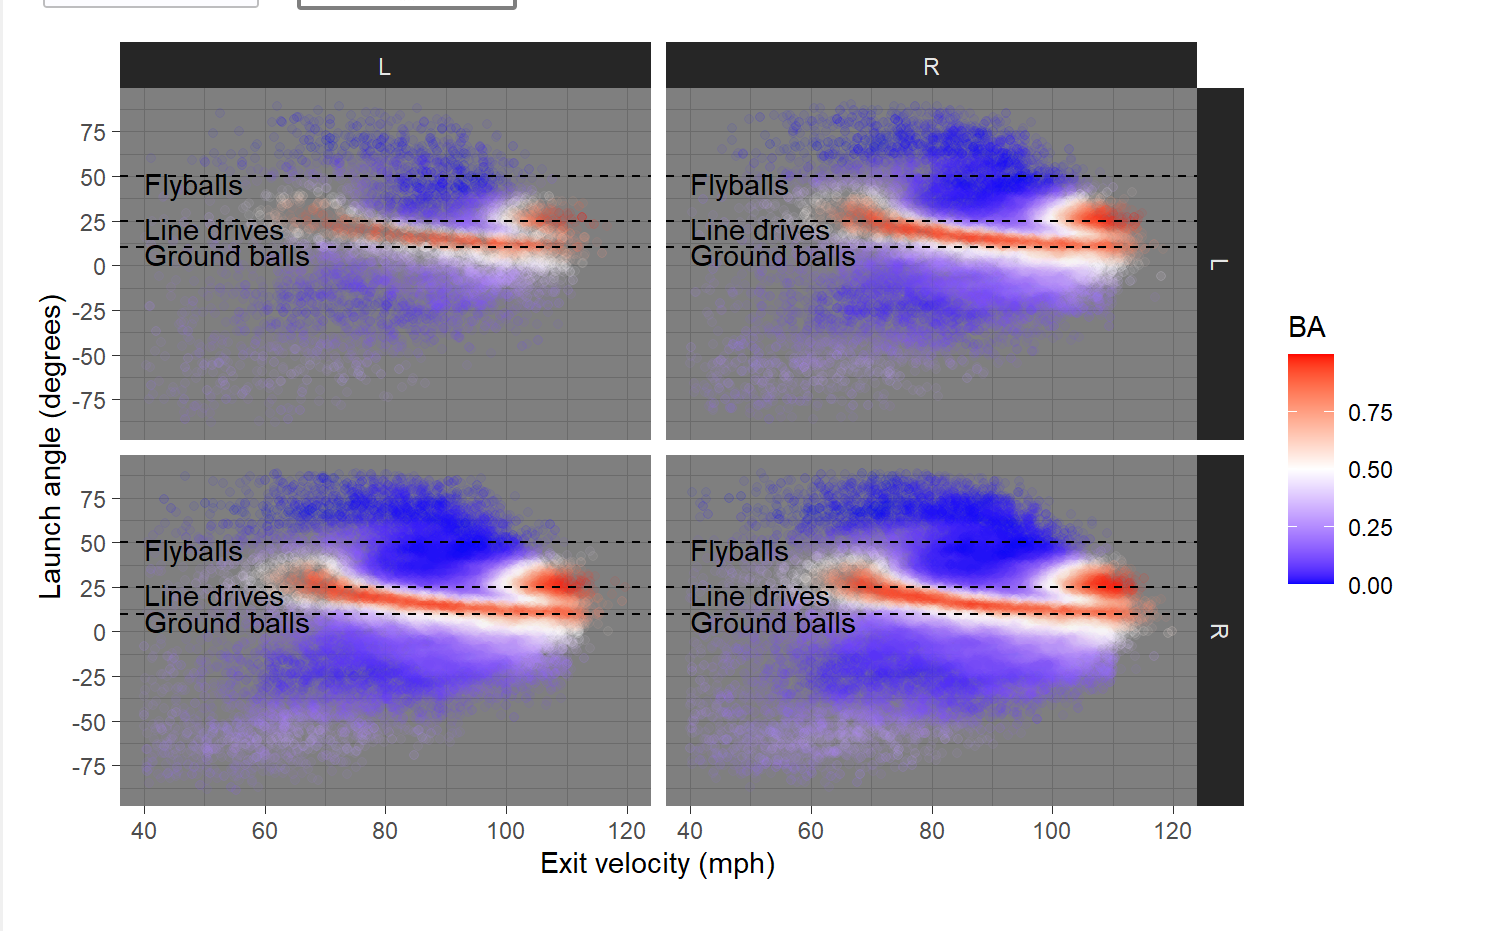 L
R
75
50
25
0
-25
-50
-75
Flyballs
Line drives
Ground balls
Flyballs
Line drives
Ground balls
L
75
50
25
0
-25
-50
-75
Flyballs
Line drives
Ground balls
Flyballs
Line drives
Ground balls
R
Launch angle (degrees)
40 60 80 100 120
40 60 80 100 120
Exit velocity (mph)
BA
0.75
0.50
0.25
0.00